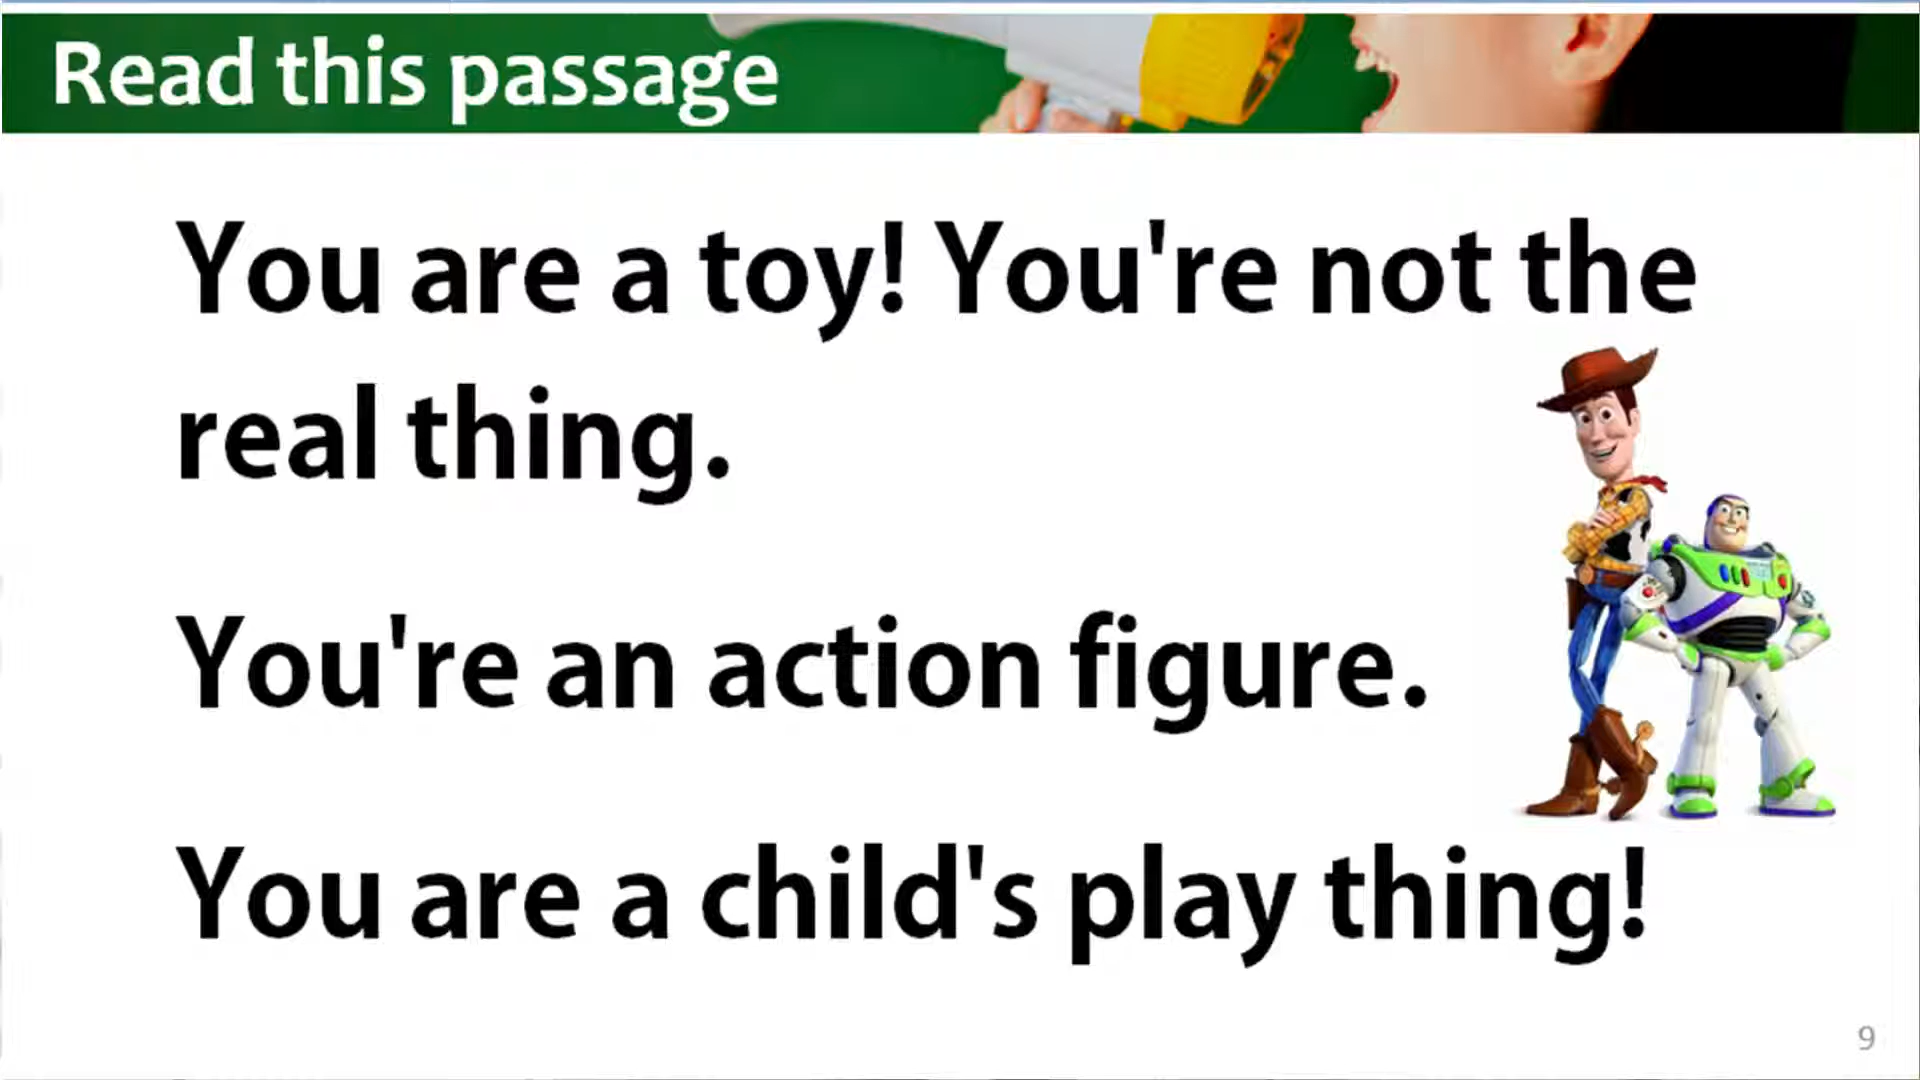 Read this passage
You are a toy! You're not the
real thing.
You're an action figure.
You are a child's play thing!
9